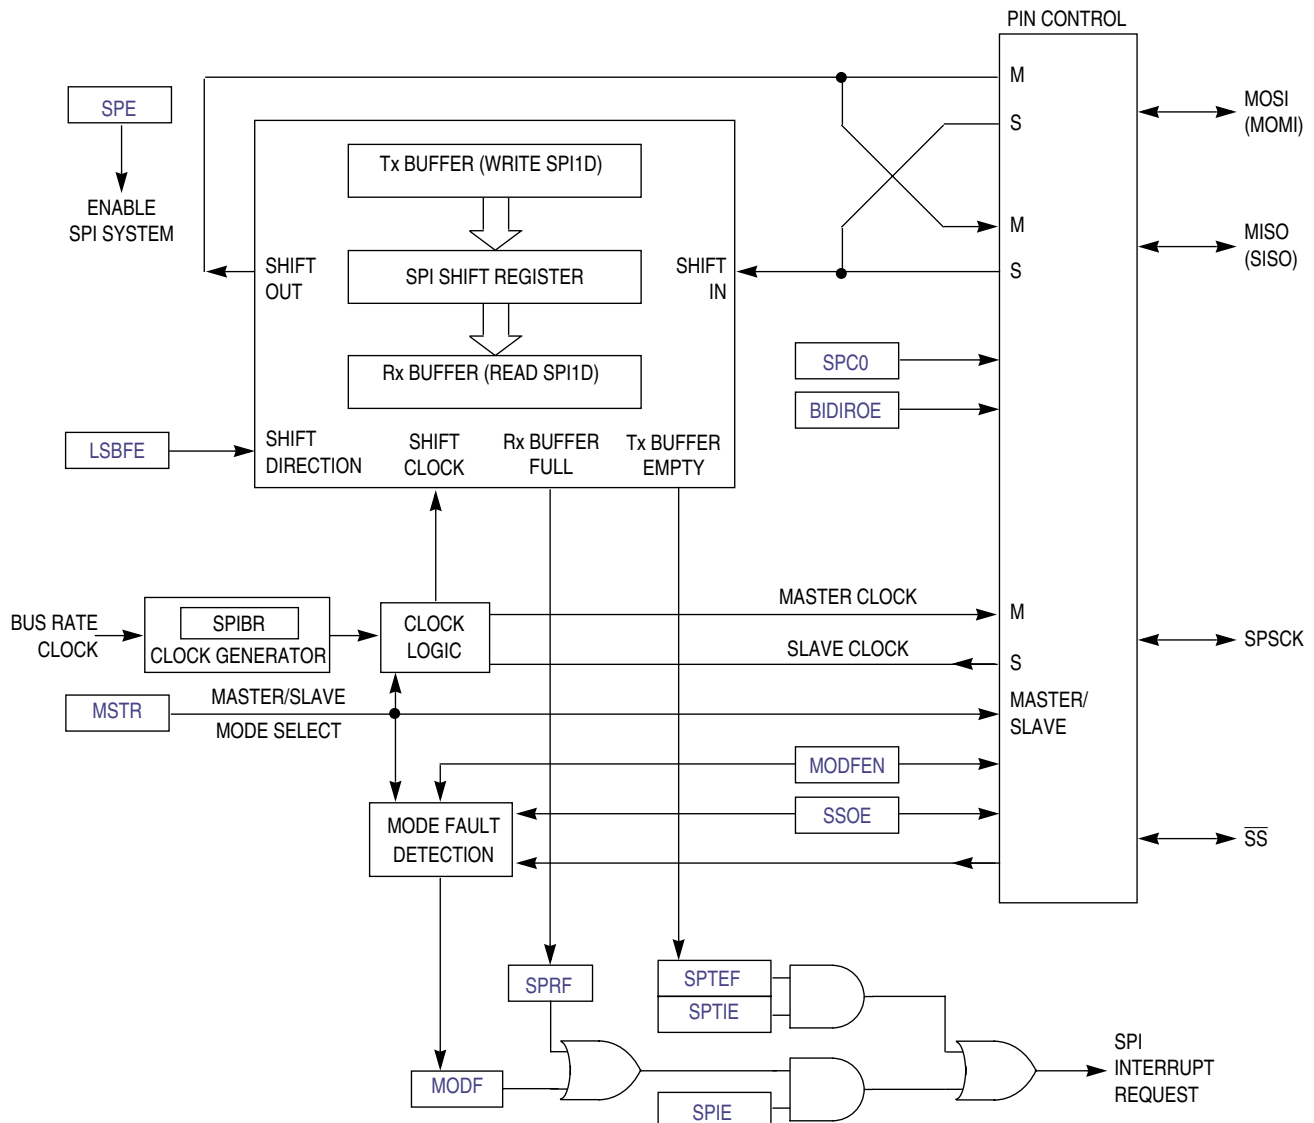 PIN CONTROL
M
SPE
MOSI
(MOMI)
S
Tx BUFFER (WRITE SPI1D)
ENABLE
SPI SYSTEM
M
MISO
(SISO)
SHIFT
OUT
SPI SHIFT REGISTER
SHIFT
IN
S
SPC0
Rx BUFFER (READ SPI1D)
BIDIROE
LSBFE
SHIFT
DIRECTION
SHIFT
CLOCK
Rx BUFFER
FULL
Tx BUFFER
EMPTY
MASTER CLOCK
M
BUS RATE
CLOCK
SPIBR
CLOCK GENERATOR
CLOCK
LOGIC
SPSCK
SLAVE CLOCK
S
MSTR
MASTER/SLAVE
MODE SELECT
MASTER/
SLAVE
MODFEN
SSOE
MODE FAULT
DETECTION
SS
SPRF
SPTEF
SPTIE
SPI
INTERRUPT
REQUEST
MODF
SPIE